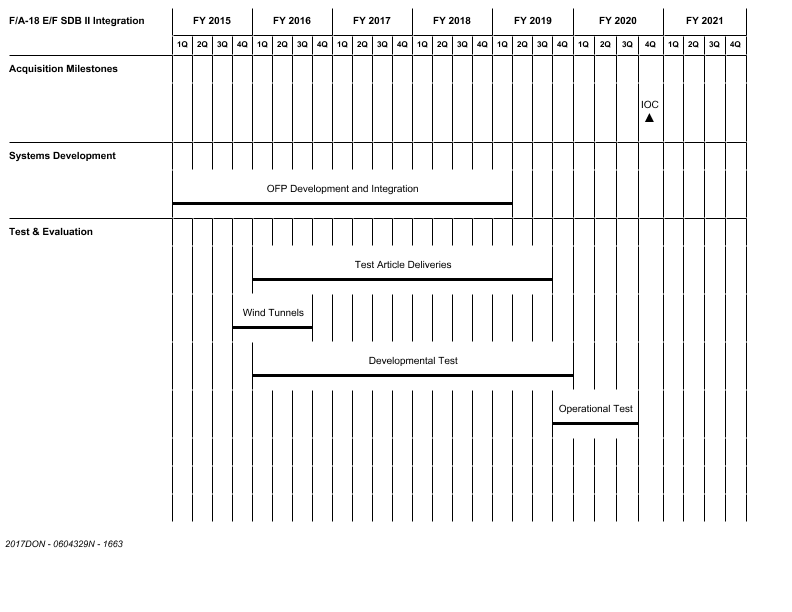 F/A-18 E/F SDB II Integration FY 2015 FY 2016 FY 2017 FY 2018 FY 2019 FY 2020 FY 2021
1Q 2Q 3Q 4Q 1Q 2Q 3Q 4Q 1Q 2Q 3Q 4Q 1Q 2Q 3Q 4Q 1Q 2Q 3Q 4Q 1Q 2Q 3Q 4Q 1Q 2Q 3Q 4Q
Acquisition Milestones
IOC
Systems Development
OFP Development and Integration
Test & Evaluation
Test Article Deliveries
Wind Tunnels
Developmental Test
Operational Test
2017DON - 0604329N - 1663